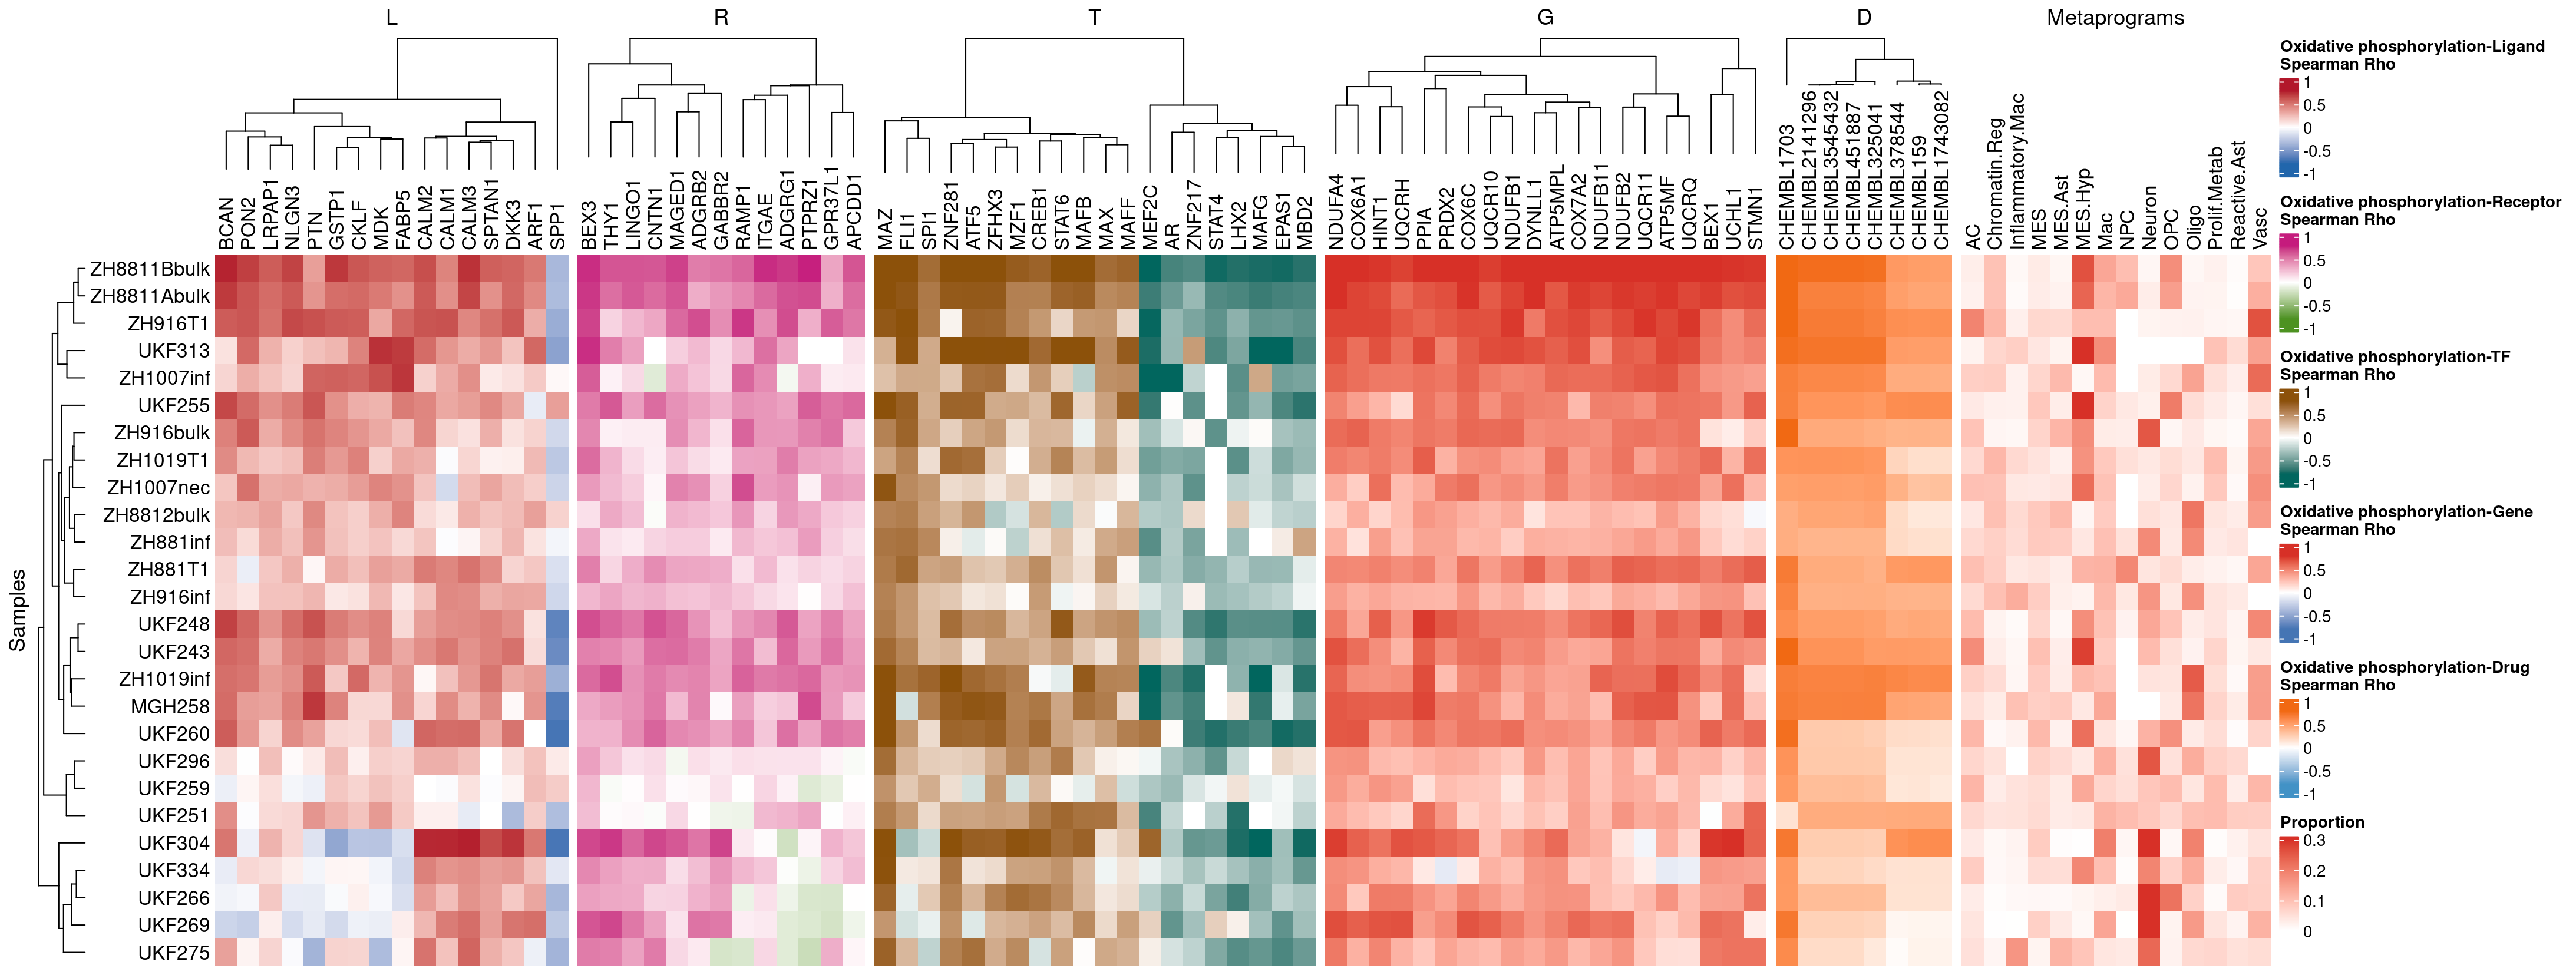 L R T G D Metaprograms
BCAN PON2 LRPAP1 NLGN3 PTN GSTP1 CKLF MDK FABP5 CALM2 CALM1 CALM3 SPTAN1 DKK3 ARF1 SPP1
BEX3 THY1 LINGO1 CNTN1 MAGED1 ADGRB2 GABBR2 RAMP1 ITGAE ADGRG1 PTPRZ1 GPR37L1 APCDD1
MAZ FLI1 SPI1 ZNF281 ATF5 ZFHX3 MZF1 CREB1 STAT6 MAFB MAX MAFF MEF2C AR ZNF217 STAT4 LHX2 MAFG EPAS1 MBD2
NDUFA4 COX6A1 HINT1 UQCRH PPIA PRDX2 COX6C UQCR10 NDUFB1 DYNLL1 ATP5MPL COX7A2 NDUFB11 NDUFB2 UQCR11 ATP5MF UQCRQ BEX1 UCHL1 STMN1
CHEMBL1703 CHEMBL2141296 CHEMBL3545432 CHEMBL451887 CHEMBL325041 CHEMBL378544 CHEMBL159 CHEMBL1743082
AC Chromatin.Reg Inflammatory.Mac MES MES.Ast MES.Hyp Mac NPC Neuron OPC Oligo Prolif.Metab Reactive.Ast Vasc
Samples
ZH8811Bbulk
ZH8811Abulk
ZH916T1
UKF313
ZH1007inf
UKF255
ZH916bulk
ZH1019T1
ZH1007nec
ZH8812bulk
ZH881inf
ZH881T1
ZH916inf
UKF248
UKF243
ZH1019inf
MGH258
UKF260
UKF296
UKF259
UKF251
UKF304
UKF334
UKF266
UKF269
UKF275
Oxidative phosphorylation-Ligand
Spearman Rho
1
0.5
0
-0.5
-1
Oxidative phosphorylation-Receptor
Spearman Rho
1
0.5
0
-0.5
-1
Oxidative phosphorylation-TF
Spearman Rho
1
0.5
0
-0.5
-1
Oxidative phosphorylation-Gene
Spearman Rho
1
0.5
0
-0.5
-1
Oxidative phosphorylation-Drug
Spearman Rho
1
0.5
0
-0.5
-1
Proportion
0.3
0.2
0.1
0